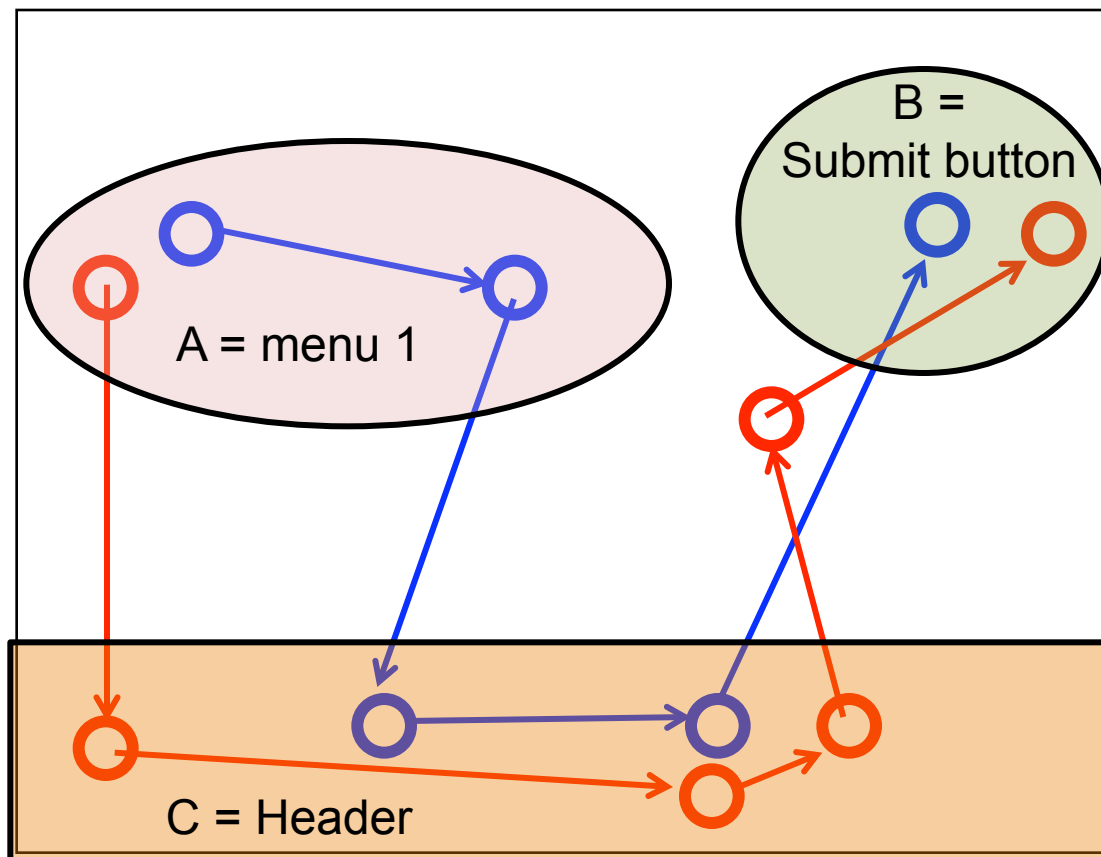 B =
Submit button
A = menu 1
C = Header